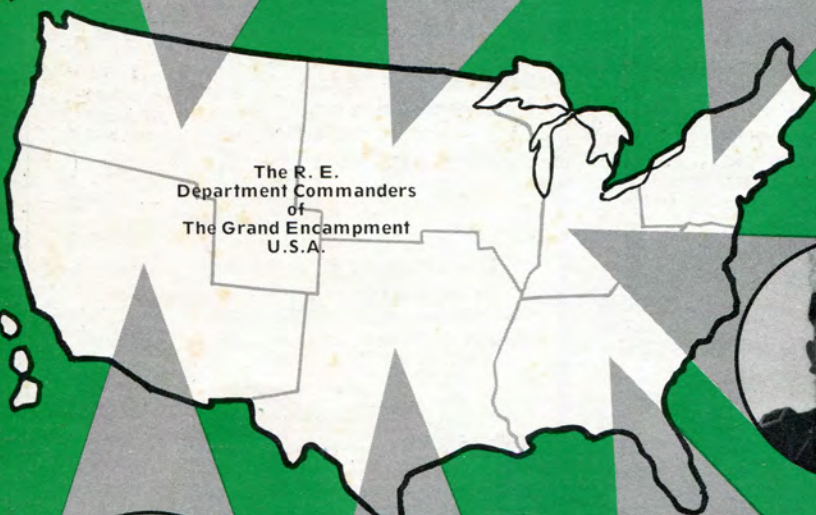 The R. E.
Department Commanders
of
The Grand Encampment
U.S.A.